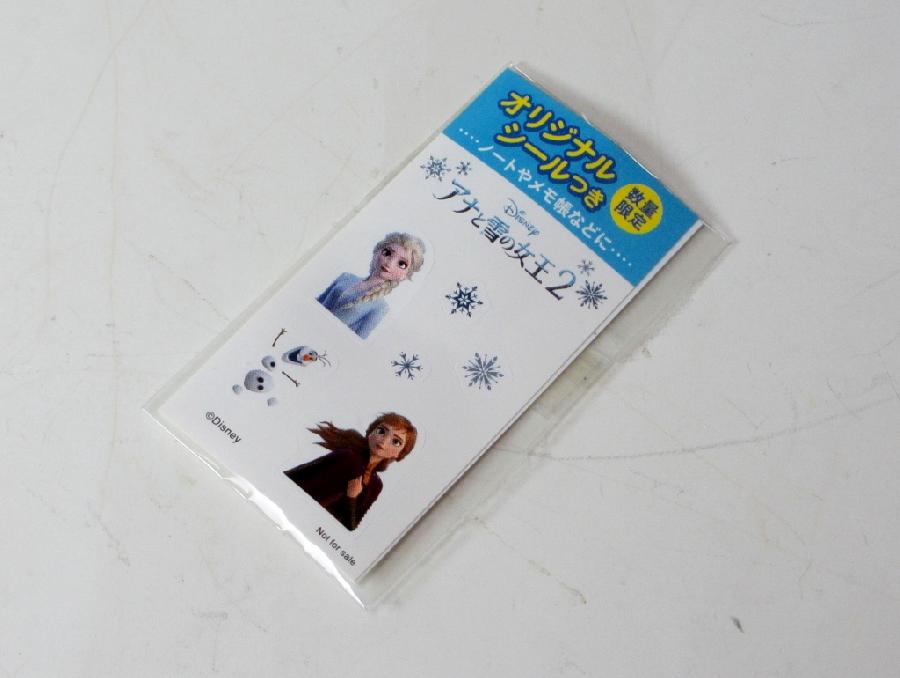 オリジナル
シールつき
数量
限定
････ノートやメモ帳などに････
Disney
アナと雪の女王2
©Disney
Not for sale